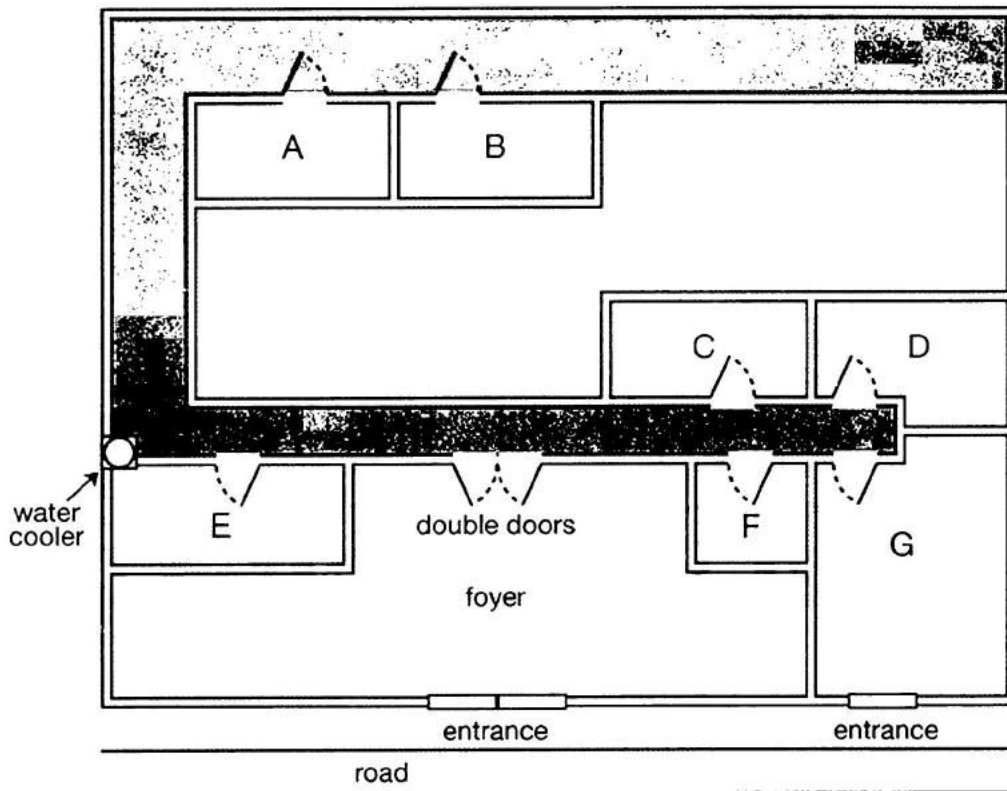 A
B
C
D
water
cooler
E
double doors
F
G
foyer
entrance
entrance
road